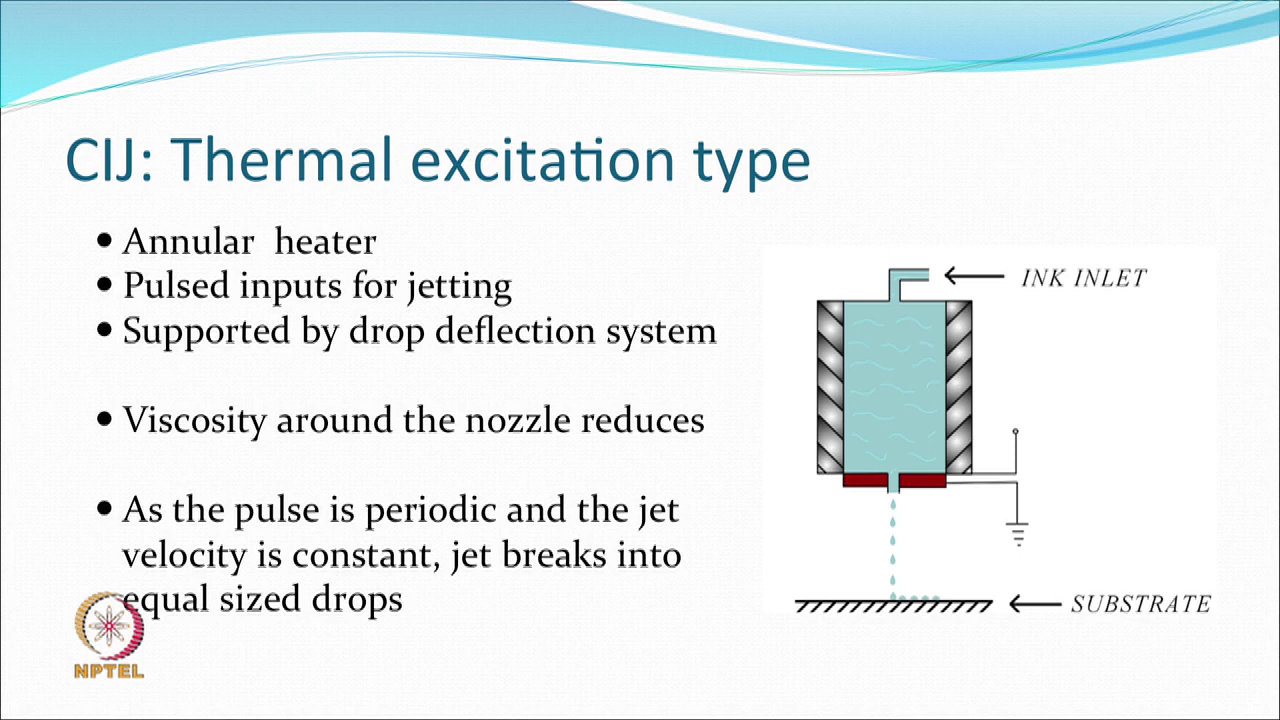 CIJ: Thermal excitation type
• Annular heater
• Pulsed inputs for jetting
• Supported by drop deflection system
• Viscosity around the nozzle reduces
• As the pulse is periodic and the jet
velocity is constant, jet breaks into
equal sized drops
INK INLET
SUBSTRATE
NPTEL